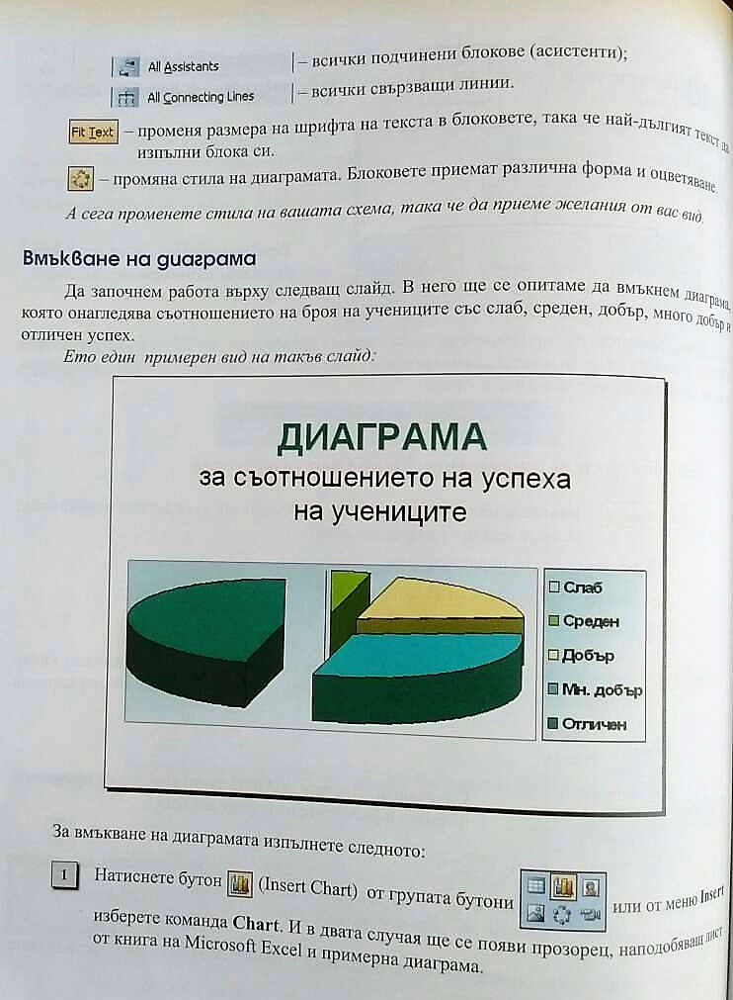 All Assistants – всички подчинени блокове (асистенти);
All Connecting Lines – всички свързващи линии.
Fit Text – променя размера на шрифта на текста в блоковете, така че най-дългият текст да
изпълни блока си.
– промяна стила на диаграмата. Блоковете приемат различна форма и оцветяване.
А сега променете стила на вашата схема, така че да приеме желания от вас вид.
Вмъкване на диаграма
Да започнем работа върху следващ слайд. В него ще се опитаме да вмъкнем диаграма,
която онагледява съотношението на броя на учениците със слаб, среден, добър, много добър и
отличен успех.
Ето един примерен вид на такъв слайд:
ДИАГРАМА
за съотношението на успеха
на учениците
Слаб
Среден
Добър
Мн. добър
Отличен
За вмъкване на диаграмата изпълнете следното:
1 Натиснете бутон (Insert Chart) от групата бутони или от меню Insert
изберете команда Chart. И в двата случая ще се появи прозорец, наподобяващ лист
от книга на Microsoft Excel и примерна диаграма.